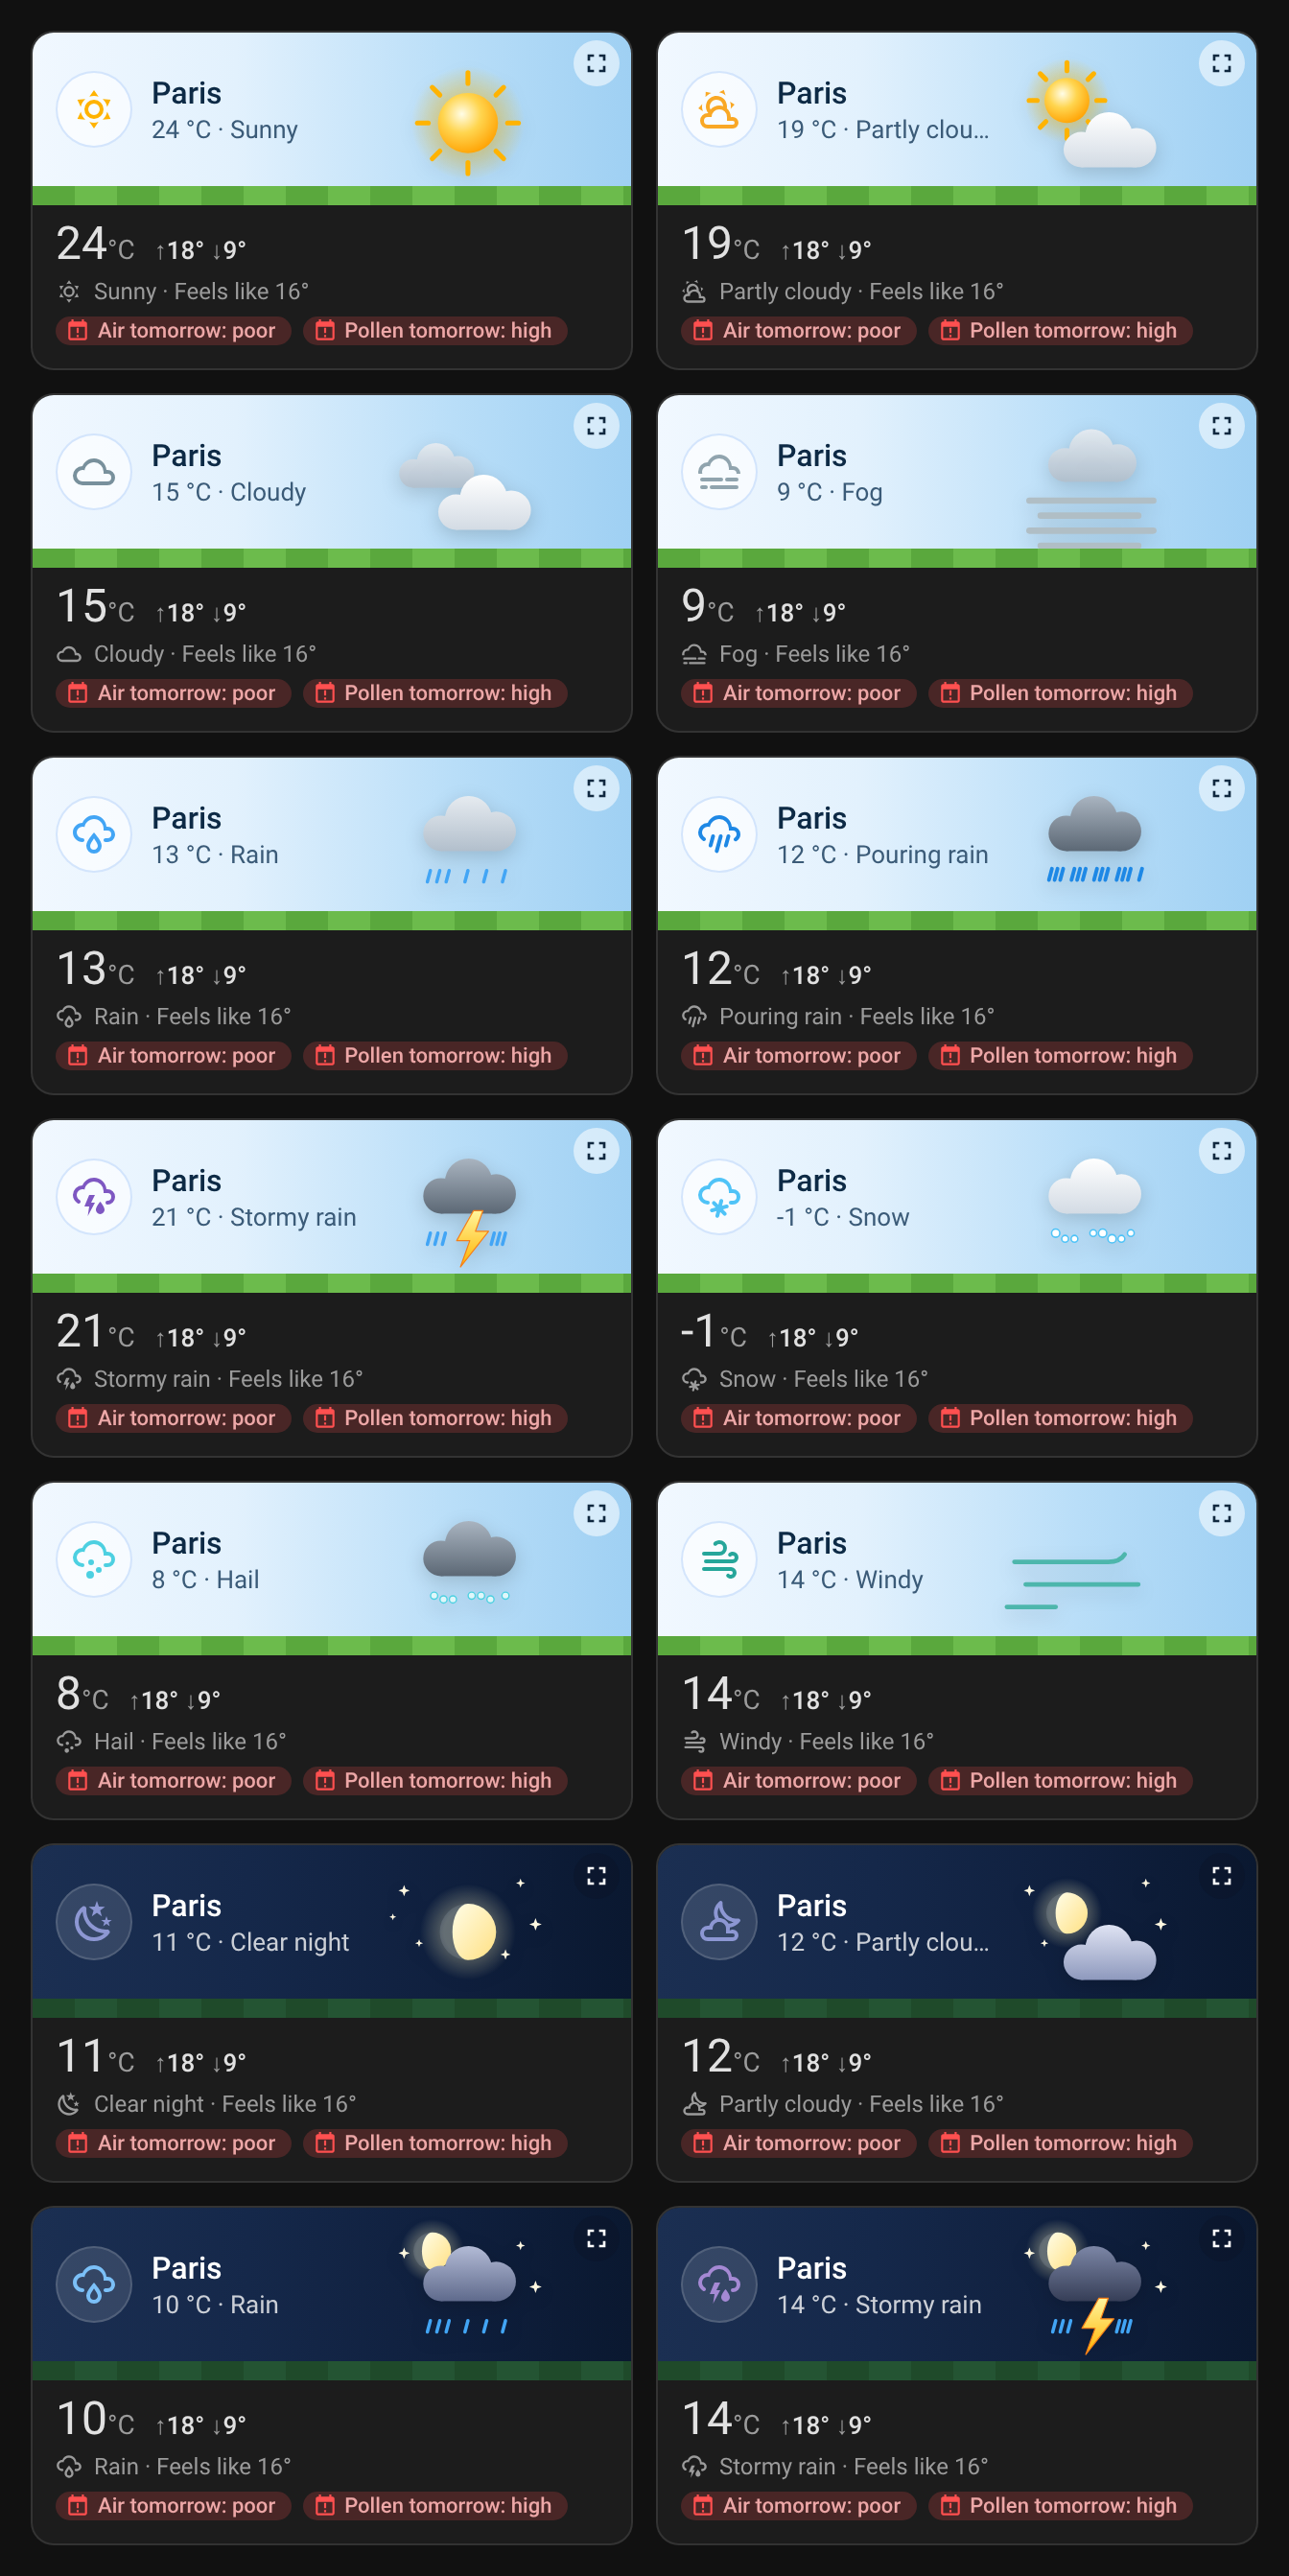 Paris
24 °C · Sunny
24°C ↑18° ↓9°
Sunny · Feels like 16°
Air tomorrow: poor Pollen tomorrow: high
Paris
19 °C · Partly clou...
19°C ↑18° ↓9°
Partly cloudy · Feels like 16°
Air tomorrow: poor Pollen tomorrow: high
Paris
15 °C · Cloudy
15°C ↑18° ↓9°
Cloudy · Feels like 16°
Air tomorrow: poor Pollen tomorrow: high
Paris
9 °C · Fog
9°C ↑18° ↓9°
Fog · Feels like 16°
Air tomorrow: poor Pollen tomorrow: high
Paris
13 °C · Rain
13°C ↑18° ↓9°
Rain · Feels like 16°
Air tomorrow: poor Pollen tomorrow: high
Paris
12 °C · Pouring rain
12°C ↑18° ↓9°
Pouring rain · Feels like 16°
Air tomorrow: poor Pollen tomorrow: high
Paris
21 °C · Stormy rain
21°C ↑18° ↓9°
Stormy rain · Feels like 16°
Air tomorrow: poor Pollen tomorrow: high
Paris
-1 °C · Snow
-1°C ↑18° ↓9°
Snow · Feels like 16°
Air tomorrow: poor Pollen tomorrow: high
Paris
8 °C · Hail
8°C ↑18° ↓9°
Hail · Feels like 16°
Air tomorrow: poor Pollen tomorrow: high
Paris
14 °C · Windy
14°C ↑18° ↓9°
Windy · Feels like 16°
Air tomorrow: poor Pollen tomorrow: high
Paris
11 °C · Clear night
11°C ↑18° ↓9°
Clear night · Feels like 16°
Air tomorrow: poor Pollen tomorrow: high
Paris
12 °C · Partly clou...
12°C ↑18° ↓9°
Partly cloudy · Feels like 16°
Air tomorrow: poor Pollen tomorrow: high
Paris
10 °C · Rain
10°C ↑18° ↓9°
Rain · Feels like 16°
Air tomorrow: poor Pollen tomorrow: high
Paris
14 °C · Stormy rain
14°C ↑18° ↓9°
Stormy rain · Feels like 16°
Air tomorrow: poor Pollen tomorrow: high